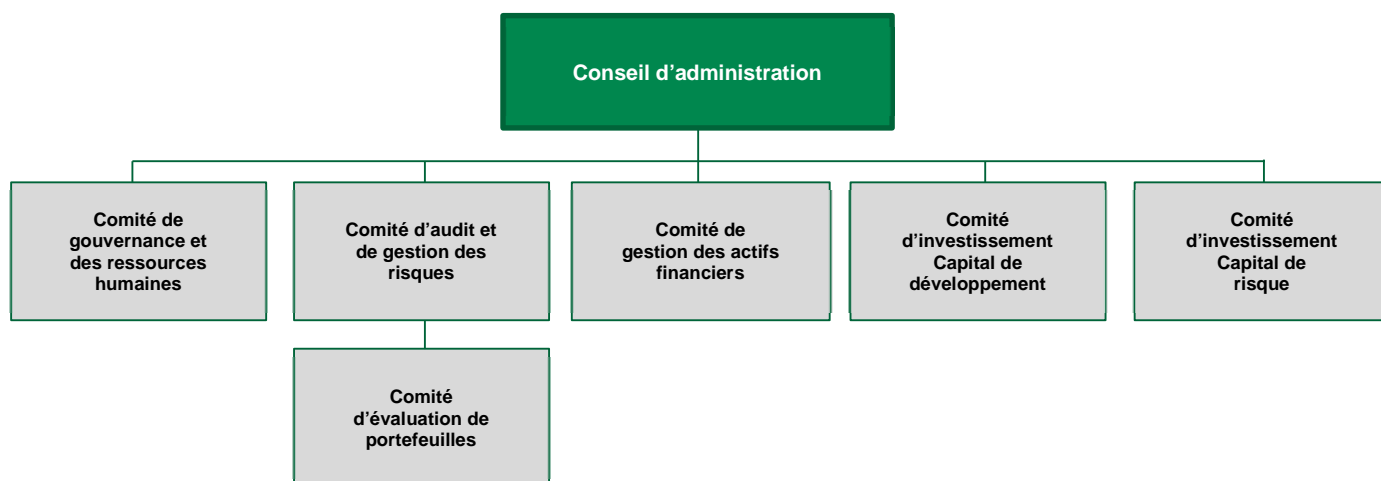 Conseil d’administration
Comité de
gouvernance et
des ressources
humaines
Comité d’audit et
de gestion des
risques
Comité de
gestion des actifs
financiers
Comité
d’investissement
Capital de
développement
Comité
d’investissement
Capital de
risque
Comité
d’évaluation de
portefeuilles